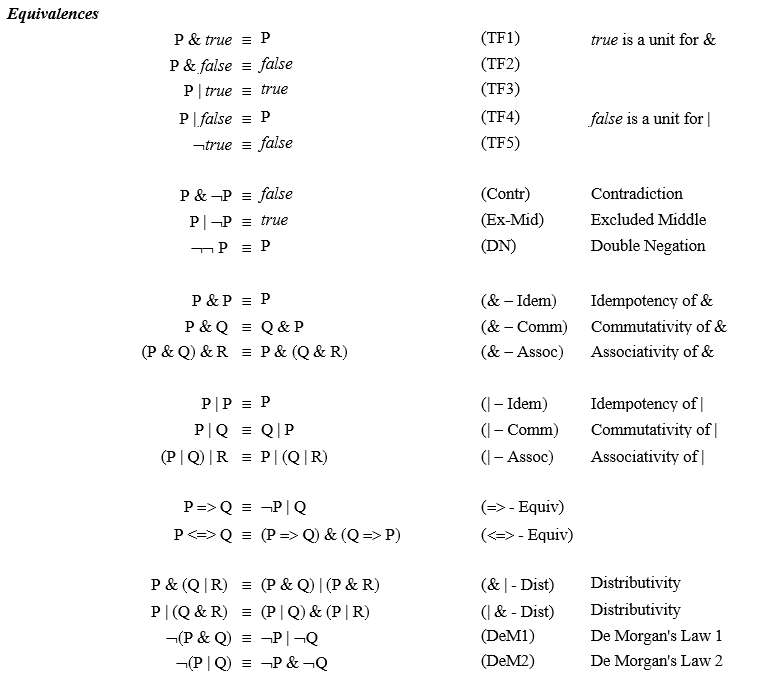 Equivalences
P & true ≡ P (TF1) true is a unit for &
P & false ≡ false (TF2)
P | true ≡ true (TF3)
P | false ≡ P (TF4) false is a unit for |
¬true ≡ false (TF5)
P & ¬P ≡ false (Contr) Contradiction
P | ¬P ≡ true (Ex-Mid) Excluded Middle
¬¬ P ≡ P (DN) Double Negation
P & P ≡ P (& – Idem) Idempotency of &
P & Q ≡ Q & P (& – Comm) Commutativity of &
(P & Q) & R ≡ P & (Q & R) (& – Assoc) Associativity of &
P | P ≡ P (| – Idem) Idempotency of |
P | Q ≡ Q | P (| – Comm) Commutativity of |
(P | Q) | R ≡ P | (Q | R) (| – Assoc) Associativity of |
P => Q ≡ ¬P | Q (=> - Equiv)
P <=> Q ≡ (P => Q) & (Q => P) (<=> - Equiv)
P & (Q | R) ≡ (P & Q) | (P & R) (& | - Dist) Distributivity
P | (Q & R) ≡ (P | Q) & (P | R) (| & - Dist) Distributivity
¬(P & Q) ≡ ¬P | ¬Q (DeM1) De Morgan's Law 1
¬(P | Q) ≡ ¬P & ¬Q (DeM2) De Morgan's Law 2